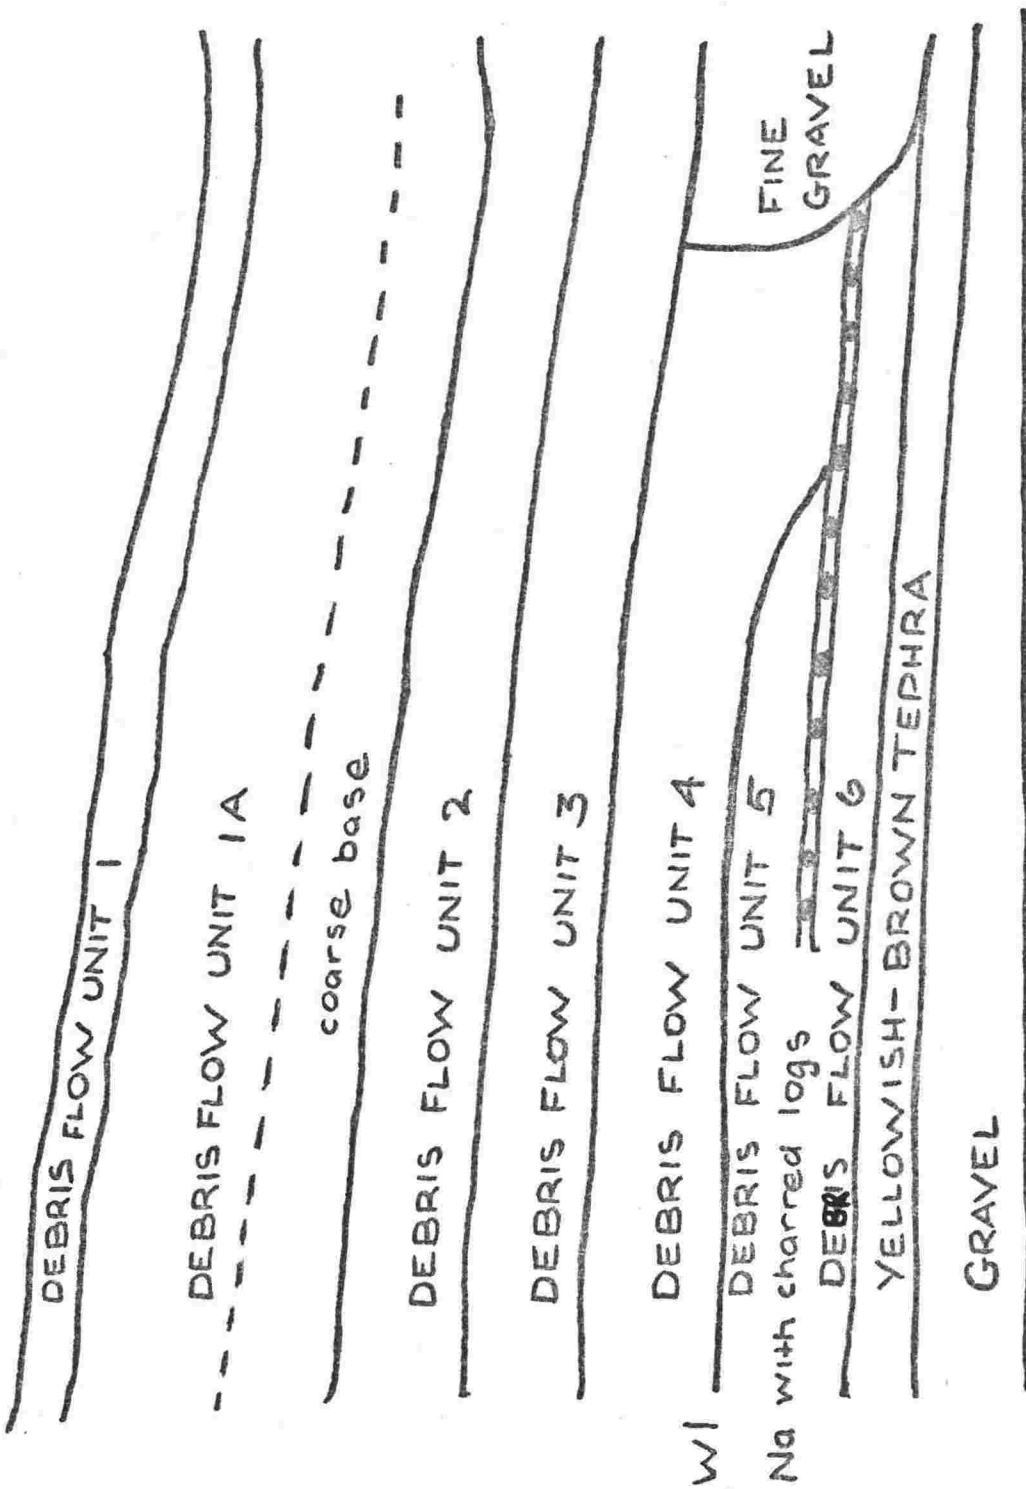 DEBRIS FLOW UNIT 1
DEBRIS FLOW UNIT 1A
coarse base
DEBRIS FLOW UNIT 2
DEBRIS FLOW UNIT 3
DEBRIS FLOW UNIT 4
W1
DEBRIS FLOW UNIT 5
FINE
GRAVEL
Na with charred logs
DEBRIS FLOW UNIT 6
YELLOWISH-BROWN TEPHRA
GRAVEL